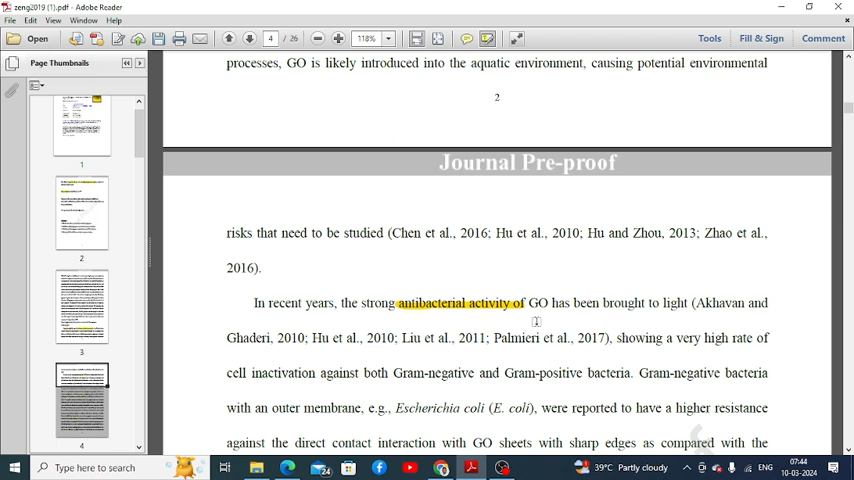 zeng2019 (1).pdf - Adobe Reader
File Edit View Window Help
Open 4 / 26 118% Tools Fill & Sign Comment
Page Thumbnails
1
2
3
4
processes, GO is likely introduced into the aquatic environment, causing potential environmental
2
Journal Pre-proof
risks that need to be studied (Chen et al., 2016; Hu et al., 2010; Hu and Zhou, 2013; Zhao et al.,
2016).
In recent years, the strong antibacterial activity of GO has been brought to light (Akhavan and
Ghaderi, 2010; Hu et al., 2010; Liu et al., 2011; Palmieri et al., 2017), showing a very high rate of
cell inactivation against both Gram-negative and Gram-positive bacteria. Gram-negative bacteria
with an outer membrane, e.g., Escherichia coli (E. coli), were reported to have a higher resistance
against the direct contact interaction with GO sheets with sharp edges as compared with the
Type here to search
24
39°C Partly cloudy
ENG
07:44
10-03-2024